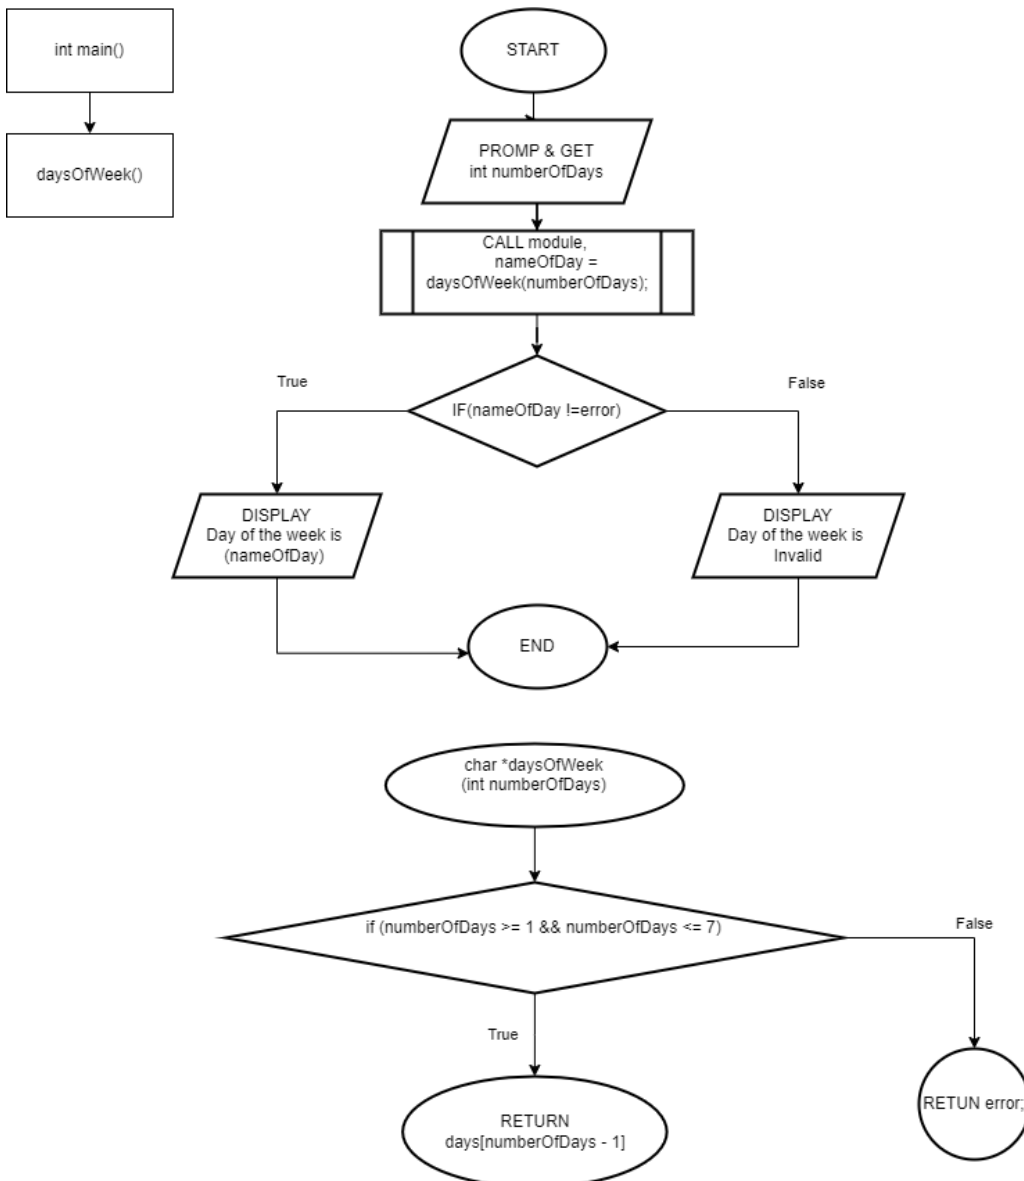 int main()
daysOfWeek()
START
PROMP & GET
int numberOfDays
CALL module,
nameOfDay =
daysOfWeek(numberOfDays);
IF(nameOfDay !=error)
True
False
DISPLAY
Day of the week is
(nameOfDay)
DISPLAY
Day of the week is
Invalid
END
char *daysOfWeek
(int numberOfDays)
if (numberOfDays >= 1 && numberOfDays <= 7)
False
True
RETURN
days[numberOfDays - 1]
RETUN error;